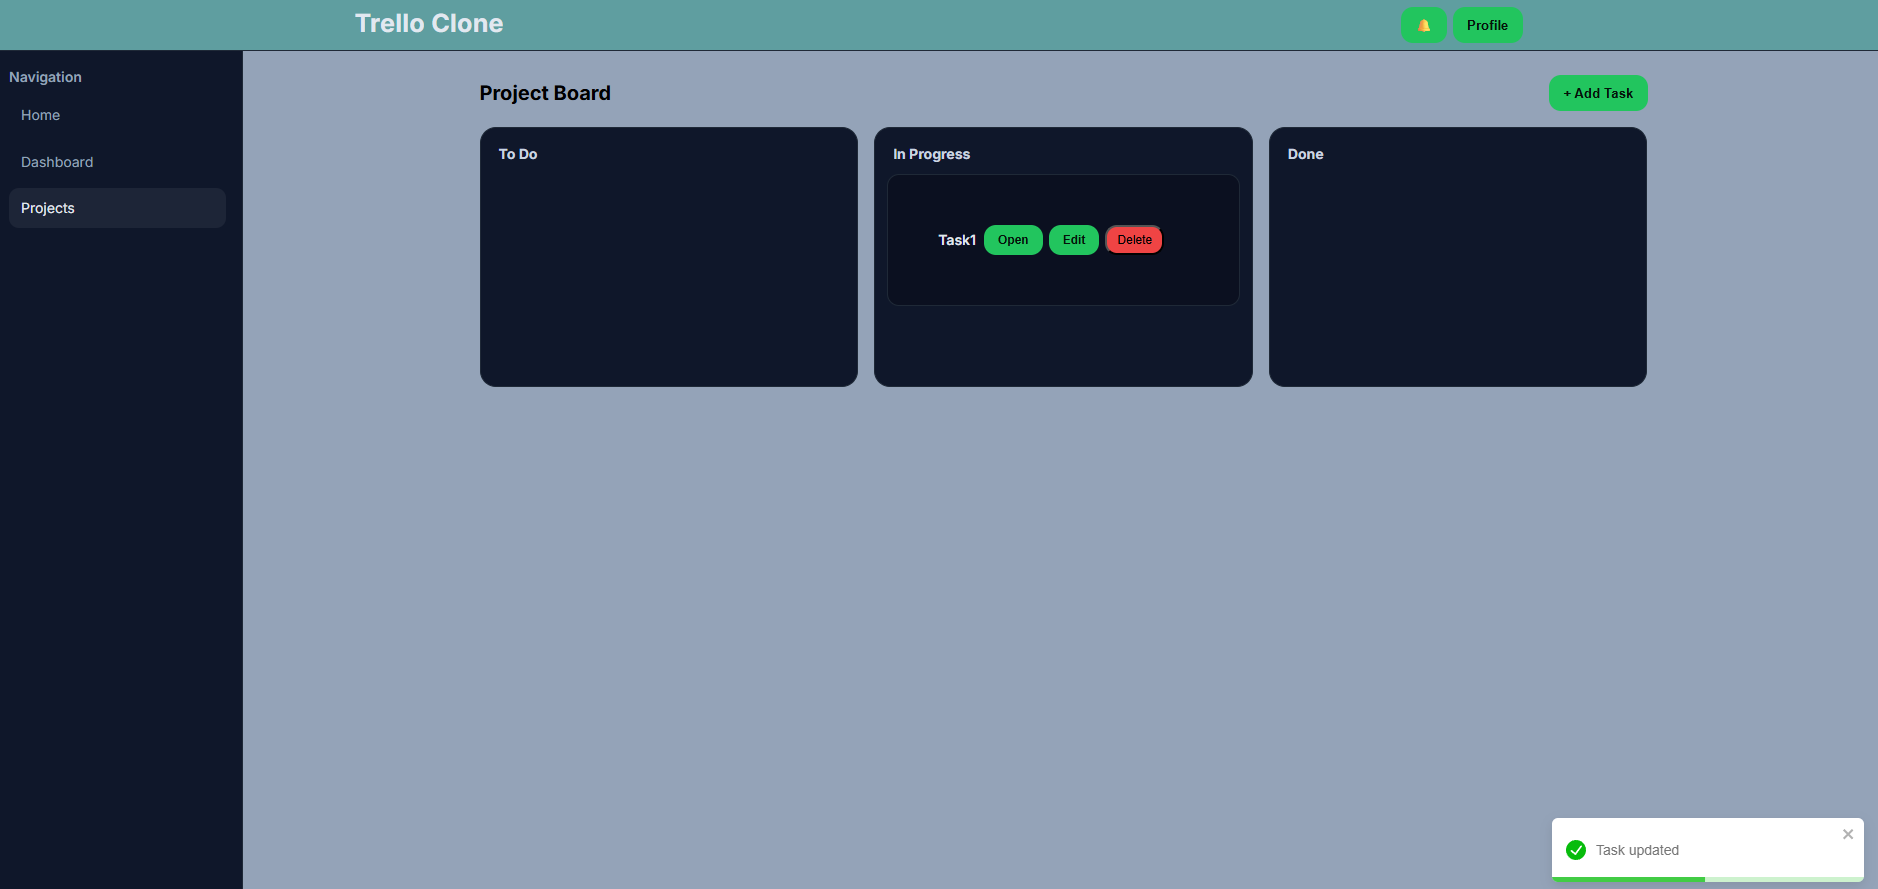 Trello Clone
Profile
Navigation
Home
Dashboard
Projects
Project Board
+ Add Task
To Do
In Progress
Task1 Open Edit Delete
Done
Task updated